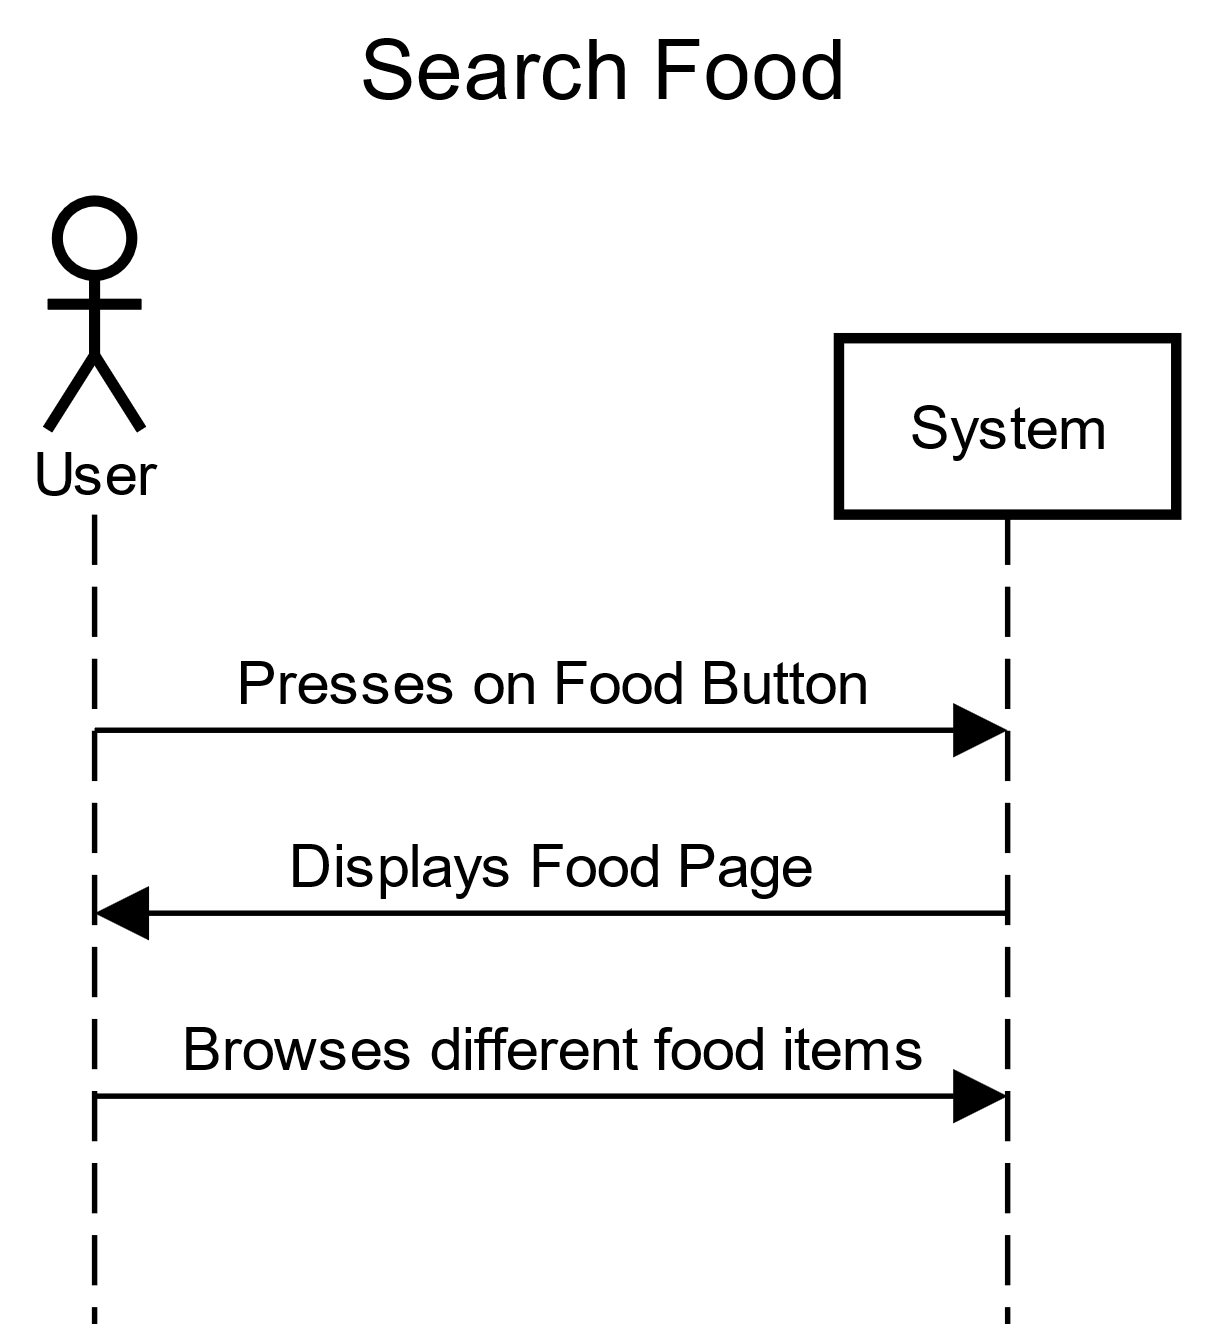 Search Food
User
System
Presses on Food Button
Displays Food Page
Browses different food items